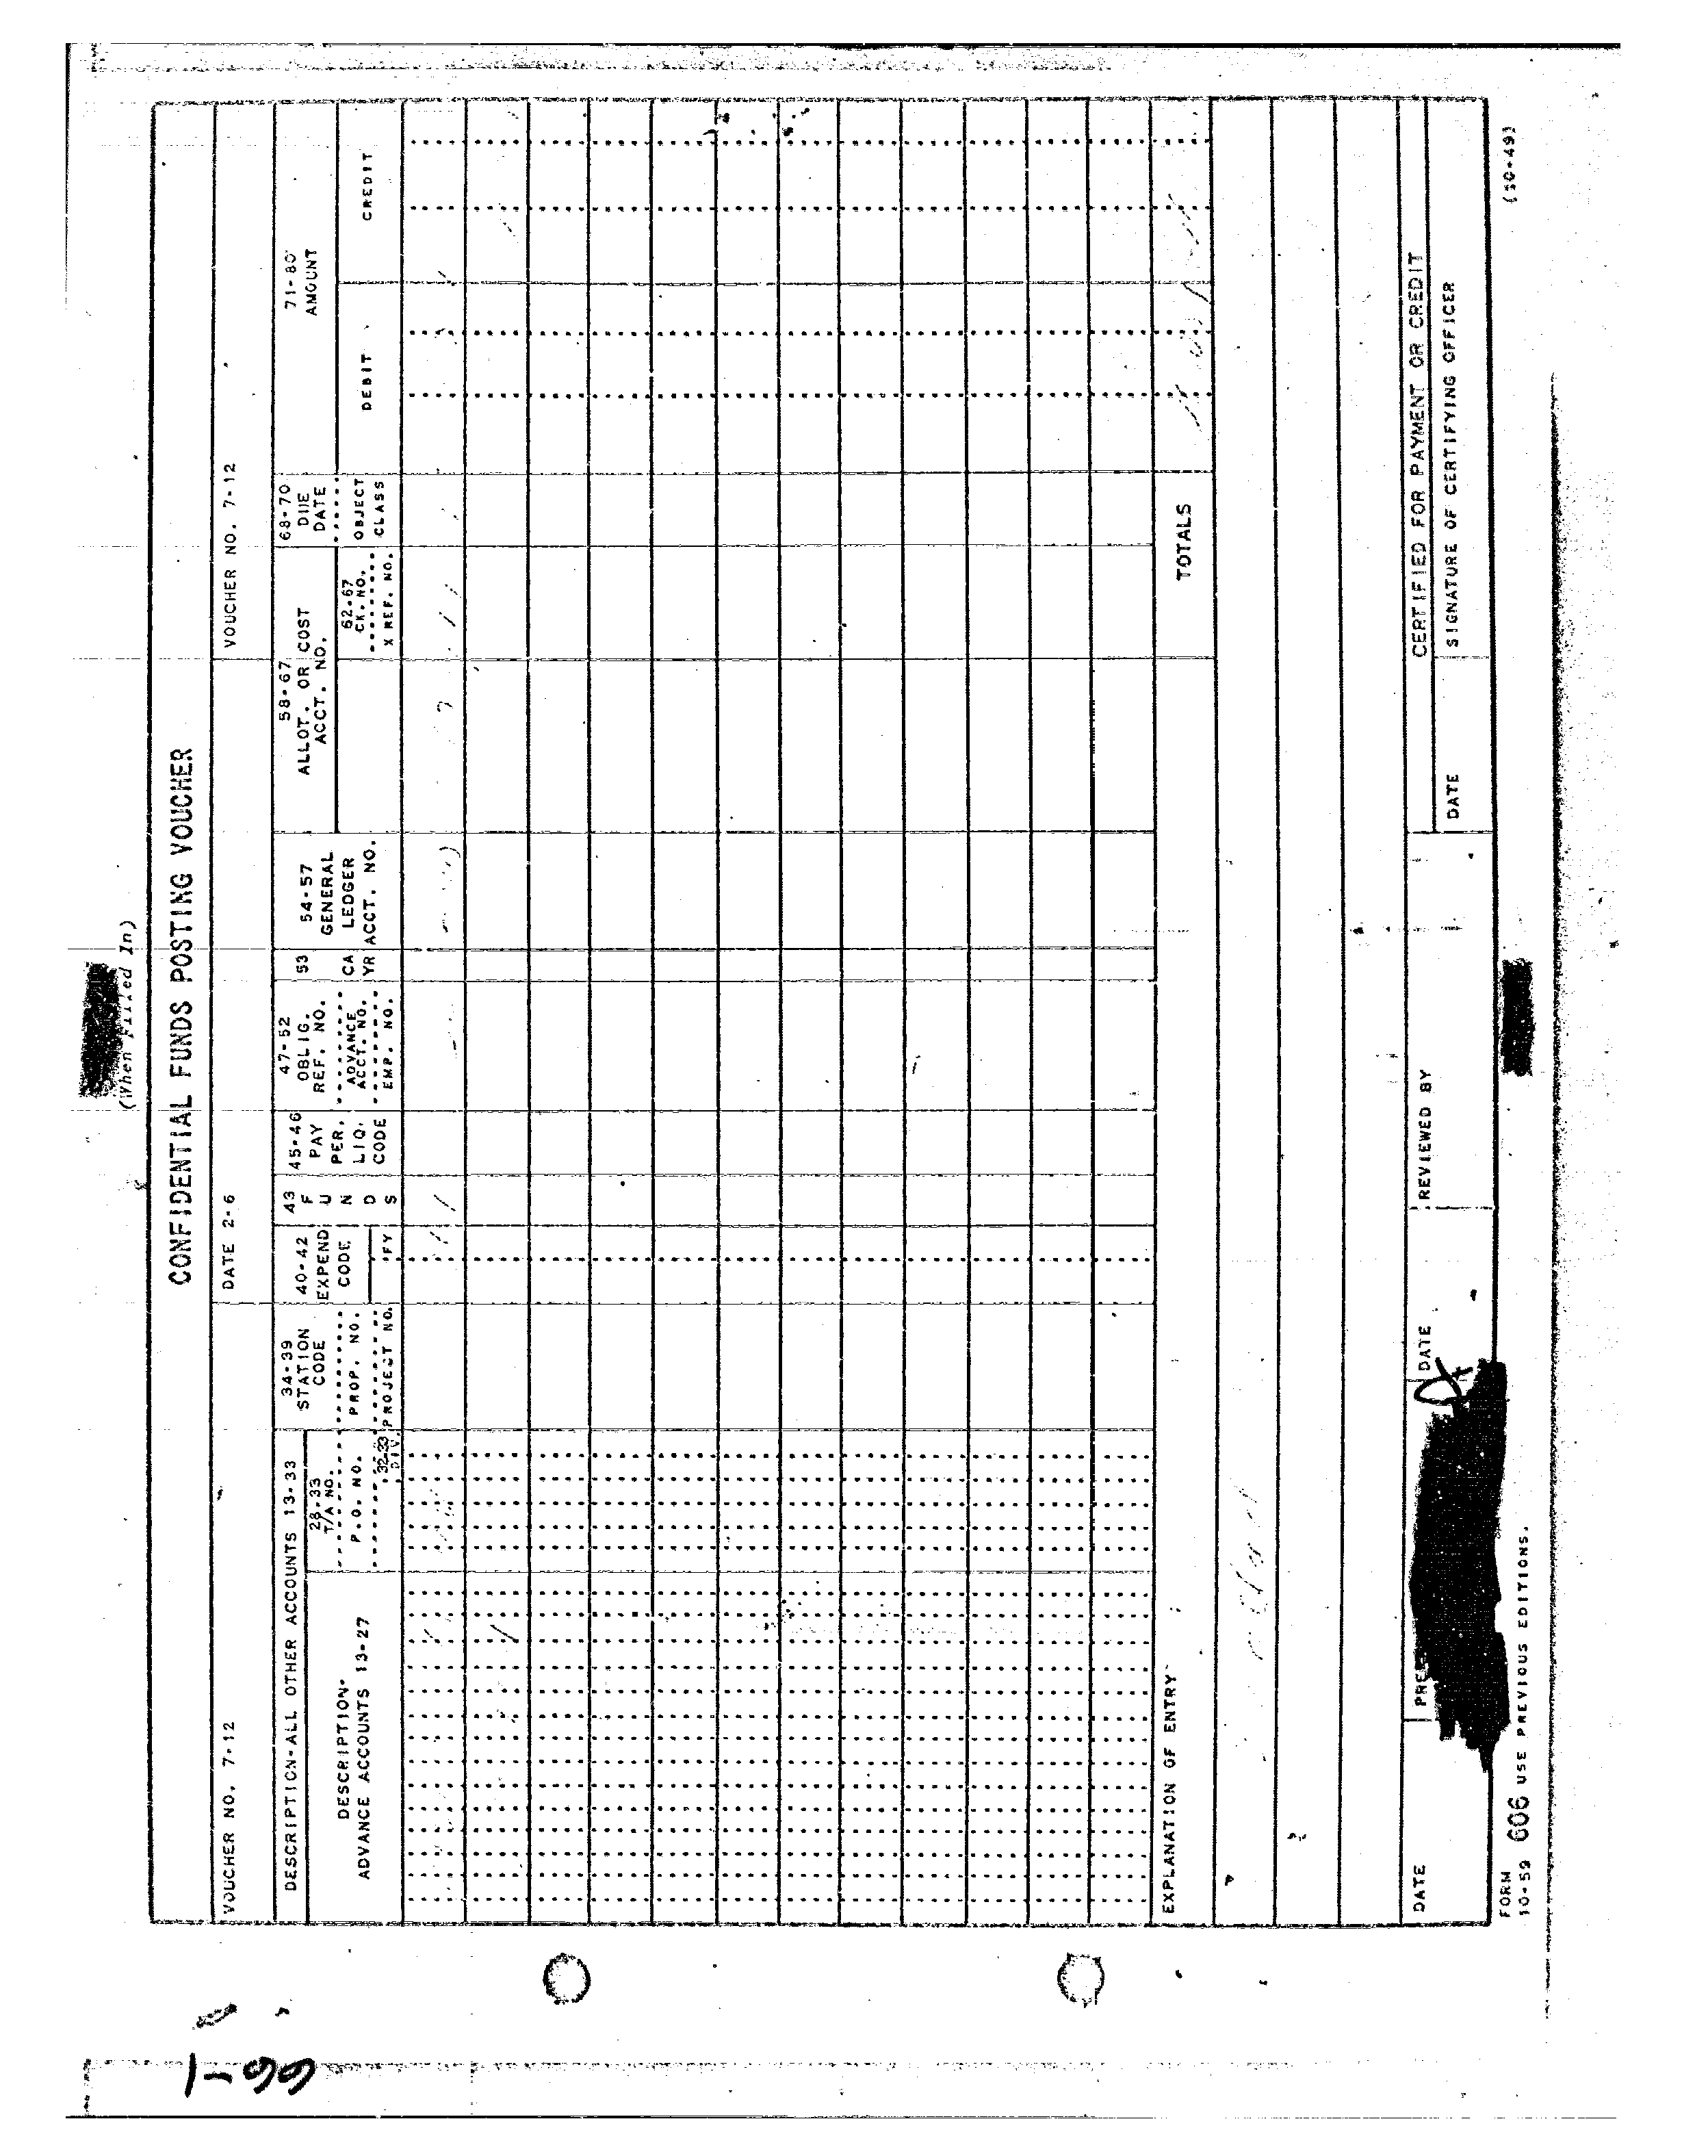 (When Filled In)
CONFIDENTIAL FUNDS POSTING VOUCHER
VOUCHER NO. 7-12
DATE 2-6
VOUCHER NO. 7-12
DESCRIPTION-ALL OTHER ACCOUNTS 13-33
DESCRIPTION-
ADVANCE ACCOUNTS 13-27
28-33
T/A NO.
P.O. NO.
32-33
DIV
34-39
STATION
CODE
PROP. NO.
PROJECT NO.
40-42
EXPEND
CODE
FY
43
F
U
N
D
S
45-46
PAY
PER.
LIQ.
CODE
47-52
OBLIG.
REF. NO.
ADVANCE
ACCT. NO.
EMP. NO.
53
CA
YR
54-57
GENERAL
LEDGER
ACCT. NO.
58-67
ALLOT. OR COST
ACCT. NO.
62-67
CK. NO.
X REF. NO.
68-70
DUE
DATE
OBJECT
CLASS
71-80
AMOUNT
DEBIT
CREDIT
TOTALS
EXPLANATION OF ENTRY
DATE
DATE
REVIEWED BY
CERTIFIED FOR PAYMENT OR CREDIT
DATE
SIGNATURE OF CERTIFYING OFFICER
FORM
10-59 606 USE PREVIOUS EDITIONS.
(10-49)
66-1